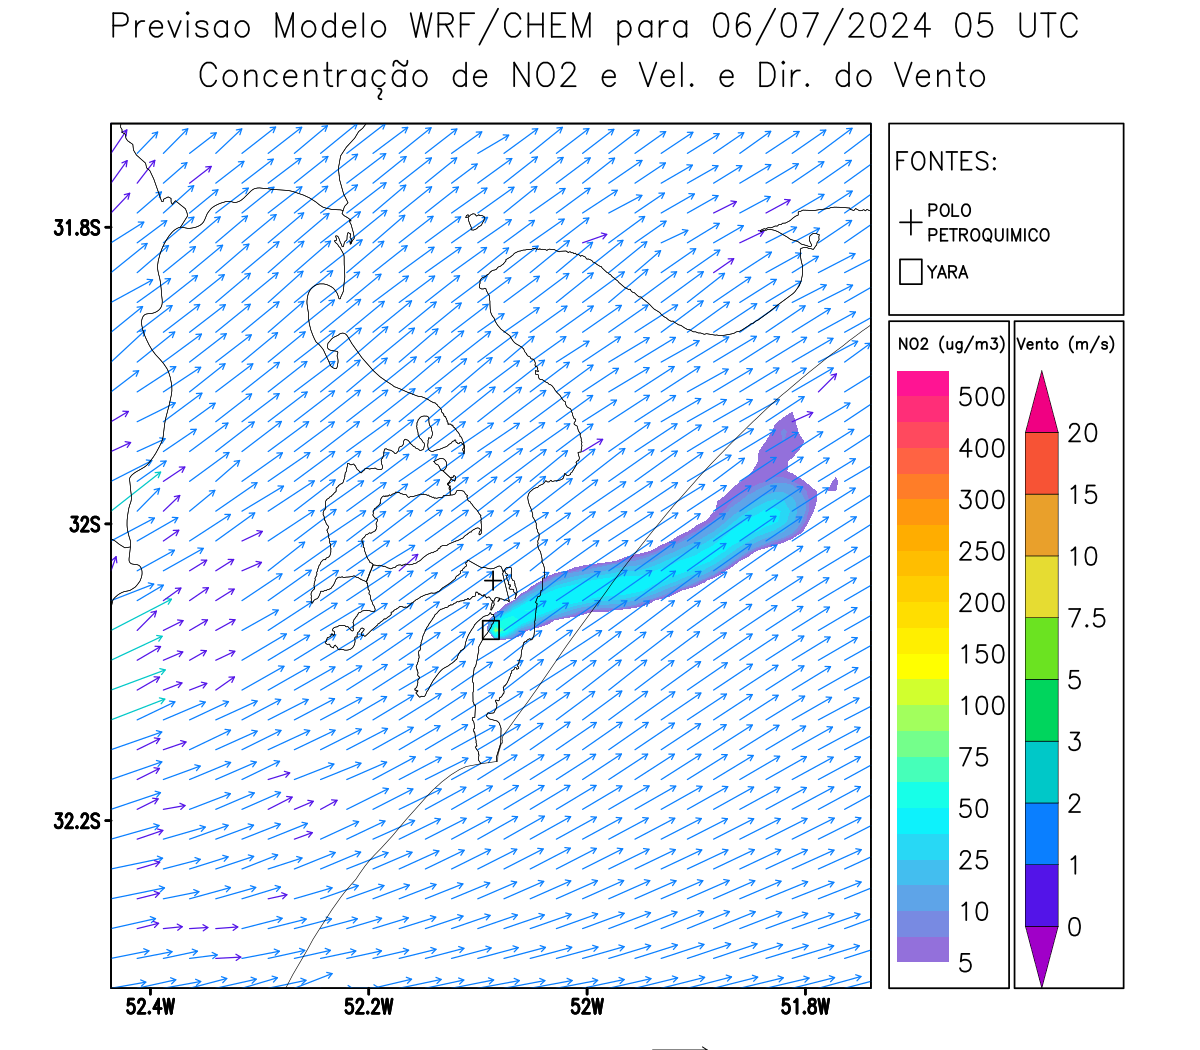 Previsao Modelo WRF/CHEM para 06/07/2024 05 UTC
Concentração de NO2 e Vel. e Dir. do Vento
FONTES:
POLO
PETROQUIMICO
YARA
31.8S
32S
32.2S
52.4W
52.2W
52W
51.8W
NO2 (ug/m3)
500
400
300
250
200
150
100
75
50
25
10
5
Vento (m/s)
20
15
10
7.5
5
3
2
1
0